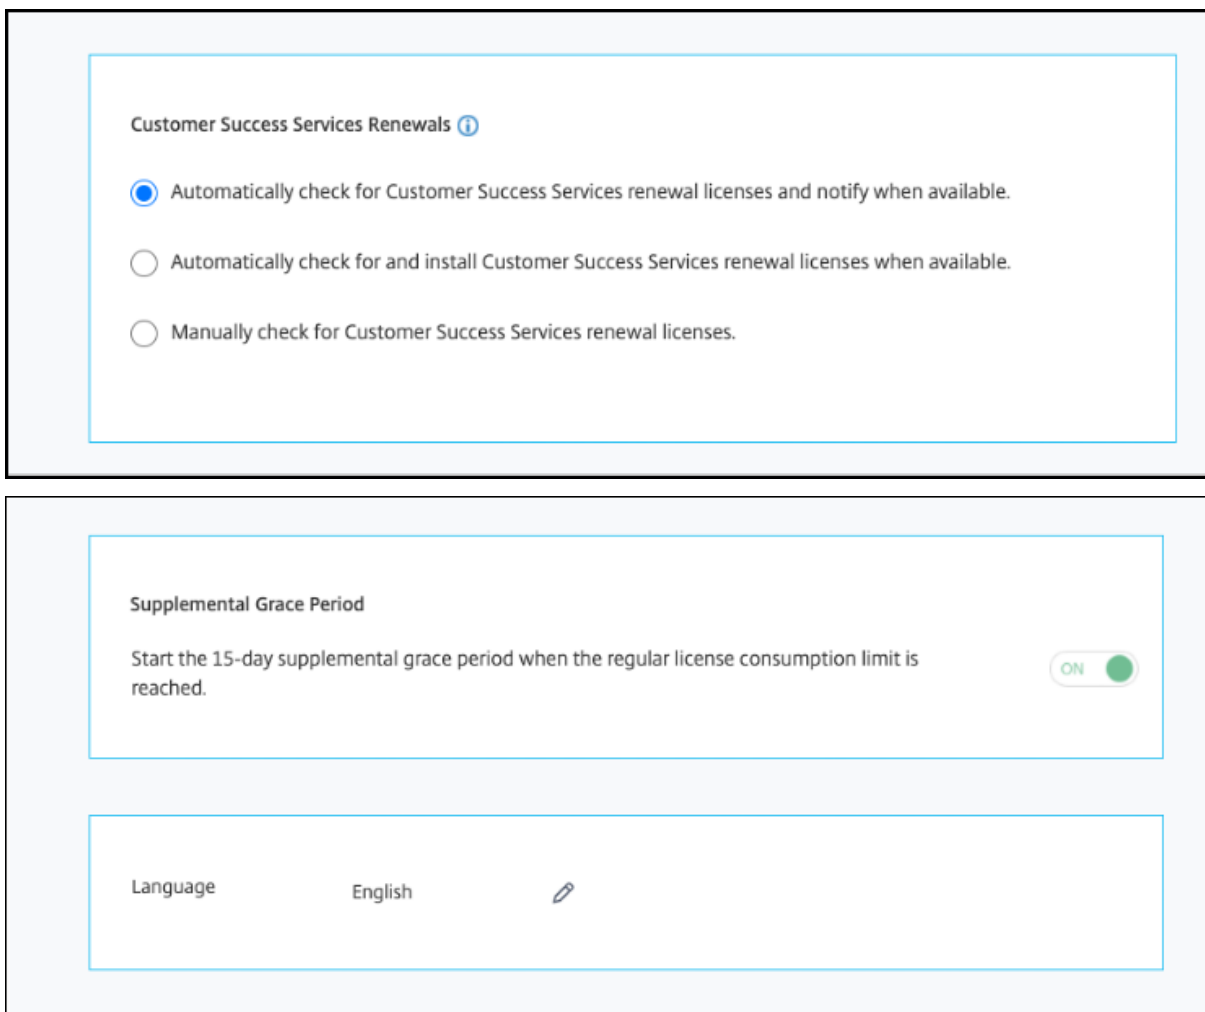 Customer Success Services Renewals
Automatically check for Customer Success Services renewal licenses and notify when available.
Automatically check for and install Customer Success Services renewal licenses when available.
Manually check for Customer Success Services renewal licenses.
Supplemental Grace Period
Start the 15-day supplemental grace period when the regular license consumption limit is
reached.
ON
Language
English